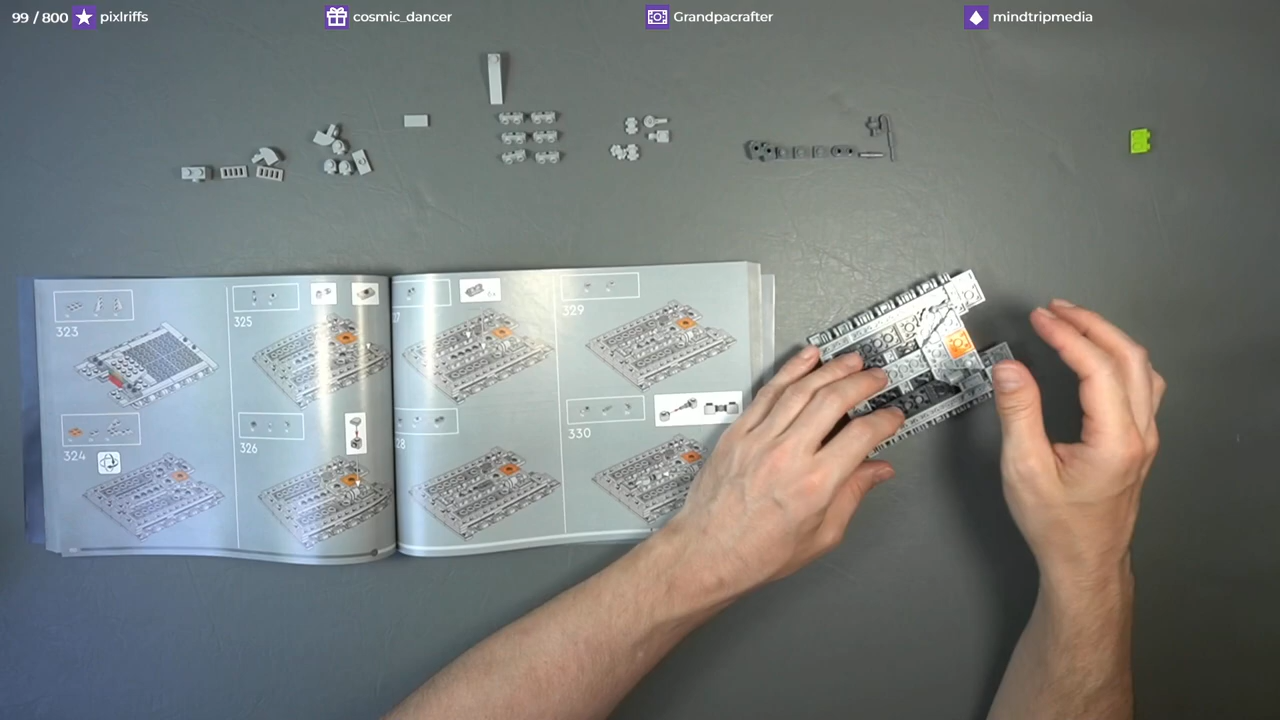 99 / 800 pixlriffs
cosmic_dancer
Grandpacrafter
mindtripmedia
323
324
325
326
329
330